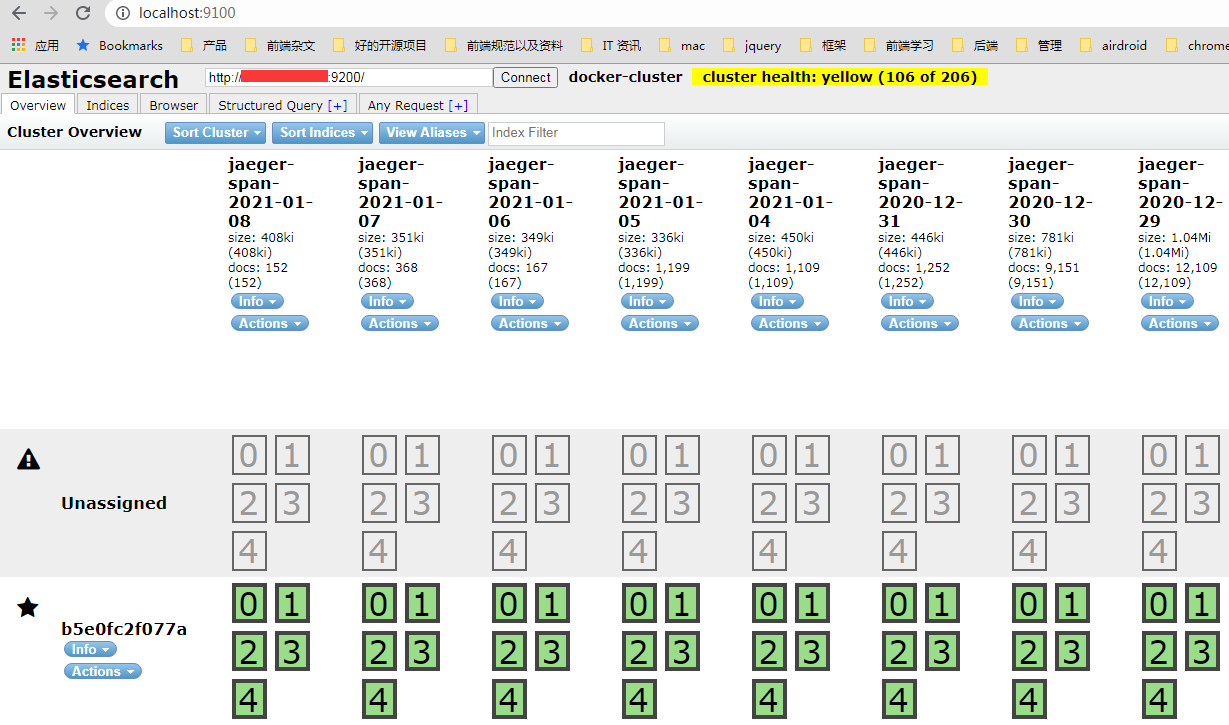 localhost:9100
应用 Bookmarks 产品 前端杂文 好的开源项目 前端规范以及资料 IT 资讯 mac jquery 框架 前端学习 后端 管理 airdroid chrome
Elasticsearch http:// :9200/ Connect docker-cluster cluster health: yellow (106 of 206)
Overview Indices Browser Structured Query [+] Any Request [+]
Cluster Overview Sort Cluster Sort Indices View Aliases Index Filter
jaeger- jaeger- jaeger- jaeger- jaeger- jaeger- jaeger- jaeger-
span- span- span- span- span- span- span- span-
2021-01- 2021-01- 2021-01- 2021-01- 2021-01- 2020-12- 2020-12- 2020-12-
08 07 06 05 04 31 30 29
size: 408ki size: 351ki size: 349ki size: 336ki size: 450ki size: 446ki size: 781ki size: 1.04Mi
(408ki) (351ki) (349ki) (336ki) (450ki) (446ki) (781ki) (1.04Mi)
docs: 152 docs: 368 docs: 167 docs: 1,199 docs: 1,109 docs: 1,252 docs: 9,151 docs: 12,109
(152) (368) (167) (1,199) (1,109) (1,252) (9,151) (12,109)
Info Info Info Info Info Info Info Info
Actions Actions Actions Actions Actions Actions Actions Actions
0 1 0 1 0 1 0 1 0 1 0 1 0 1 0 1
Unassigned 2 3 2 3 2 3 2 3 2 3 2 3 2 3 2 3
4 4 4 4 4 4 4 4
0 1 0 1 0 1 0 1 0 1 0 1 0 1 0 1
b5e0fc2f077a
Info 2 3 2 3 2 3 2 3 2 3 2 3 2 3 2 3
Actions
4 4 4 4 4 4 4 4